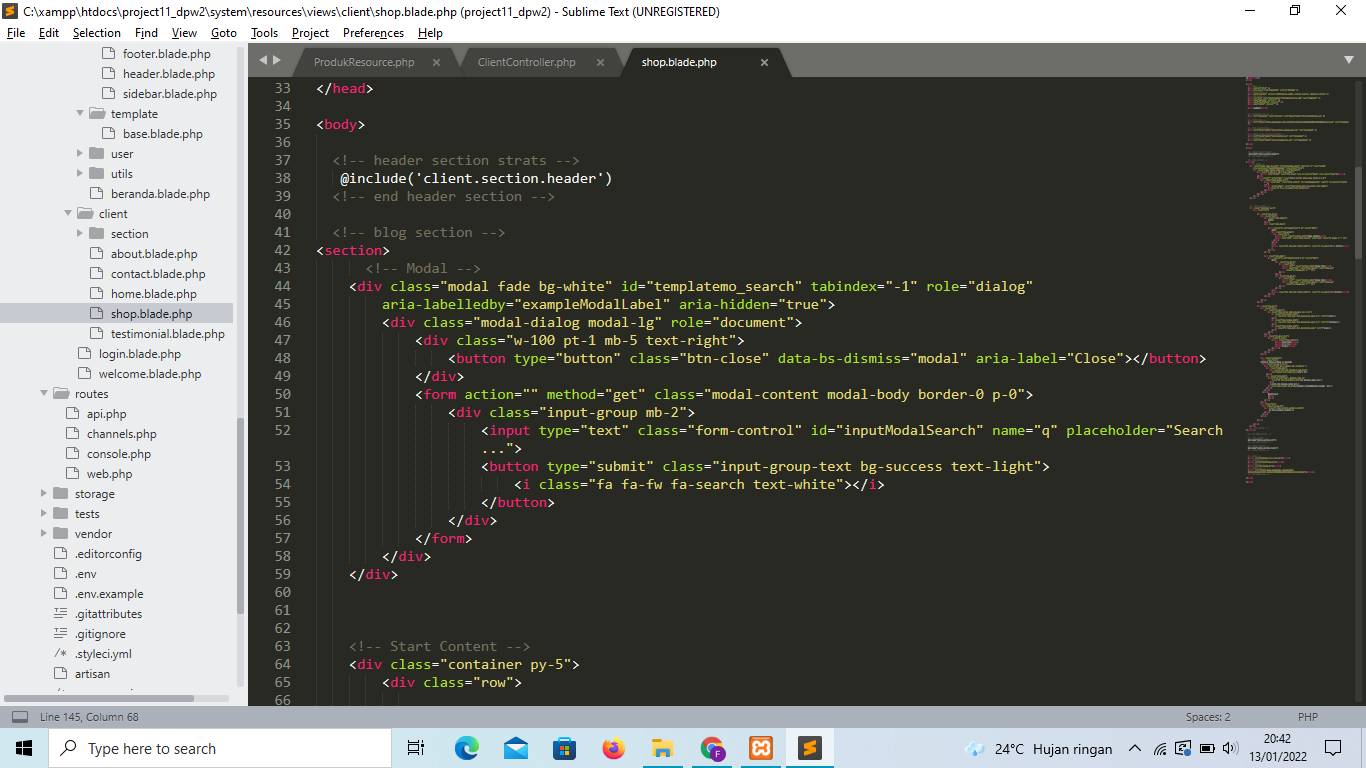 C:\xampp\htdocs\project11_dpw2\system\resources\views\client\shop.blade.php (project11_dpw2) - Sublime Text (UNREGISTERED)
File Edit Selection Find View Goto Tools Project Preferences Help
footer.blade.php
header.blade.php
sidebar.blade.php
template
base.blade.php
user
utils
beranda.blade.php
client
section
about.blade.php
contact.blade.php
home.blade.php
shop.blade.php
testimonial.blade.php
login.blade.php
welcome.blade.php
routes
api.php
channels.php
console.php
web.php
storage
tests
vendor
.editorconfig
.env
.env.example
.gitattributes
.gitignore
.styleci.yml
artisan
ProdukResource.php ClientController.php shop.blade.php
33 </head>
34
35 <body>
36
37 <!-- header section strats -->
38 @include('client.section.header')
39 <!-- end header section -->
40
41 <!-- blog section -->
42 <section>
43 <!-- Modal -->
44 <div class="modal fade bg-white" id="templatemo_search" tabindex="-1" role="dialog"
45 aria-labelledby="exampleModalLabel" aria-hidden="true">
46 <div class="modal-dialog modal-lg" role="document">
47 <div class="w-100 pt-1 mb-5 text-right">
48 <button type="button" class="btn-close" data-bs-dismiss="modal" aria-label="Close"></button>
49 </div>
50 <form action="" method="get" class="modal-content modal-body border-0 p-0">
51 <div class="input-group mb-2">
52 <input type="text" class="form-control" id="inputModalSearch" name="q" placeholder="Search
...">
53 <button type="submit" class="input-group-text bg-success text-light">
54 <i class="fa fa-fw fa-search text-white"></i>
55 </button>
56 </div>
57 </form>
58 </div>
59 </div>
60
61
62
63 <!-- Start Content -->
64 <div class="container py-5">
65 <div class="row">
66
Line 145, Column 68 Spaces: 2 PHP
Type here to search
F
24°C Hujan ringan
20:42
13/01/2022